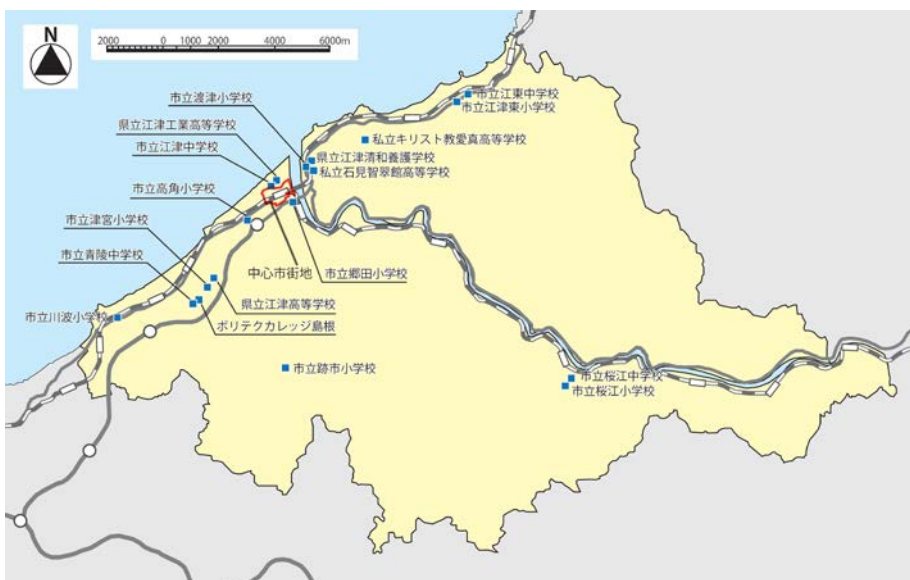 N
2000 0 1000 2000 4000 6000m
市立渡津小学校
市立江東中学校
市立江津東小学校
県立江津工業高等学校
私立キリスト教愛真高等学校
市立江津中学校
県立江津清和養護学校
私立石見智翠館高等学校
市立高角小学校
市立津宮小学校
市立青陵中学校
中心市街地
市立郷田小学校
県立江津高等学校
市立川波小学校
ポリテクカレッジ島根
市立跡市小学校
市立桜江中学校
市立桜江小学校